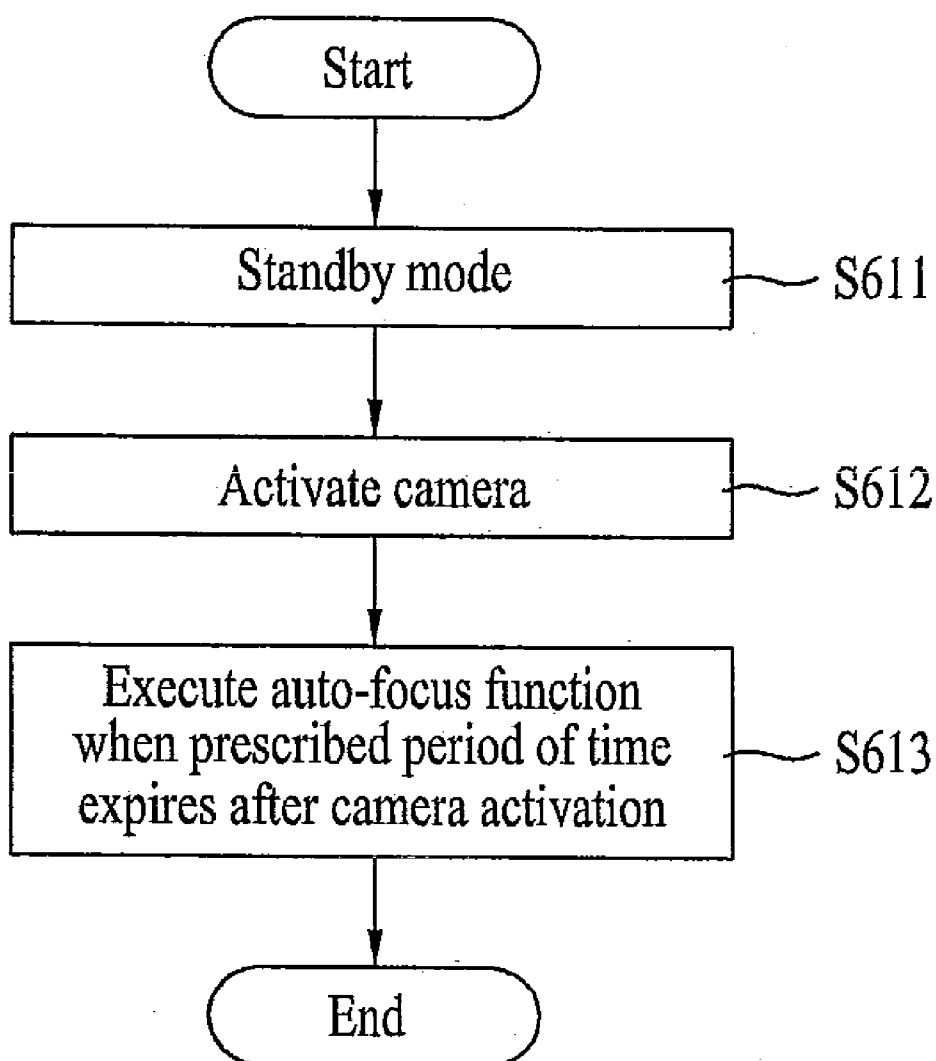 Start
Standby mode
S611
Activate camera
S612
Execute auto-focus function
when prescribed period of time
expires after camera activation
S613
End